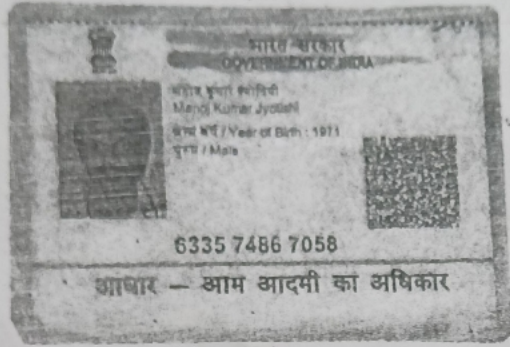 भारत सरकार
GOVERNMENT OF INDIA
Manoj Kumar Jyotishi
जन्म वर्ष / Year of Birth : 1971
पुरुष / Male
6335 7486 7058
आधार — आम आदमी का अधिकार